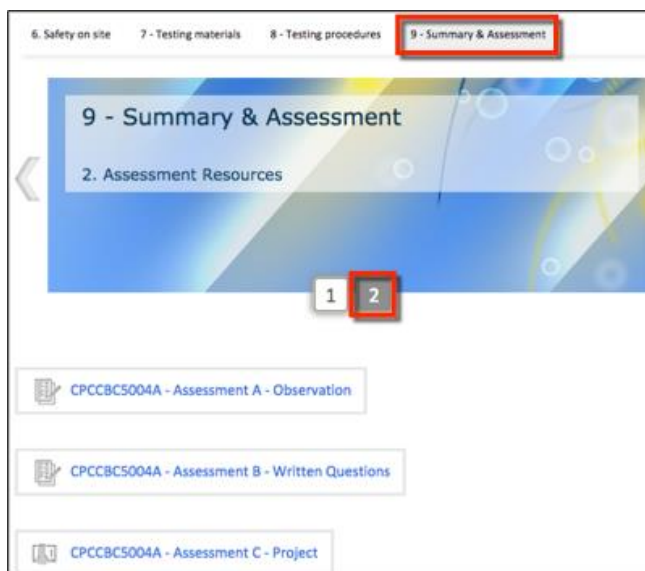 6. Safety on site 7 - Testing materials 8 - Testing procedures 9 - Summary & Assessment
9 - Summary & Assessment
2. Assessment Resources
1 2
CPCCBC5004A - Assessment A - Observation
CPCCBC5004A - Assessment B - Written Questions
CPCCBC5004A - Assessment C - Project